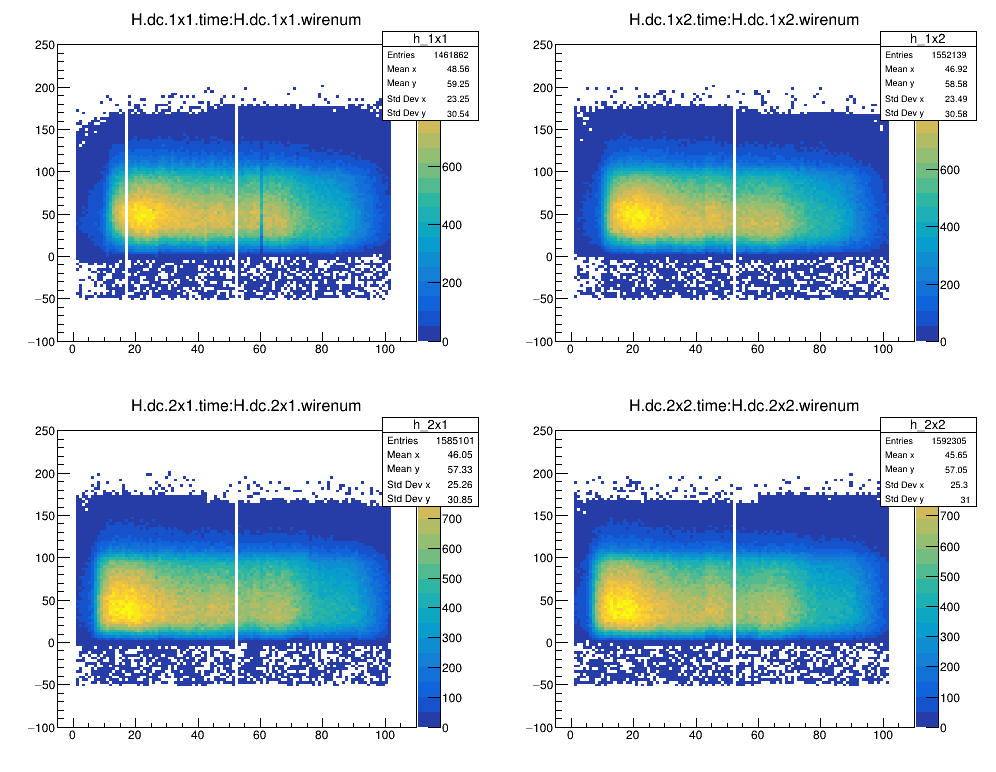 H.dc.1x1.time:H.dc.1x1.wirenum
h_1x1
Entries 1461862
Mean x 48.56
Mean y 59.25
Std Dev x 23.25
Std Dev y 30.54
250
200
150
100
50
0
−50
−100
0 20 40 60 80 100
600
400
200
0
H.dc.1x2.time:H.dc.1x2.wirenum
h_1x2
Entries 1552139
Mean x 46.92
Mean y 58.58
Std Dev x 23.49
Std Dev y 30.58
250
200
150
100
50
0
−50
−100
0 20 40 60 80 100
600
400
200
0
H.dc.2x1.time:H.dc.2x1.wirenum
h_2x1
Entries 1585101
Mean x 46.05
Mean y 57.33
Std Dev x 25.26
Std Dev y 30.85
250
200
150
100
50
0
−50
−100
0 20 40 60 80 100
700
600
500
400
300
200
100
0
H.dc.2x2.time:H.dc.2x2.wirenum
h_2x2
Entries 1592305
Mean x 45.65
Mean y 57.05
Std Dev x 25.3
Std Dev y 31
250
200
150
100
50
0
−50
−100
0 20 40 60 80 100
700
600
500
400
300
200
100
0